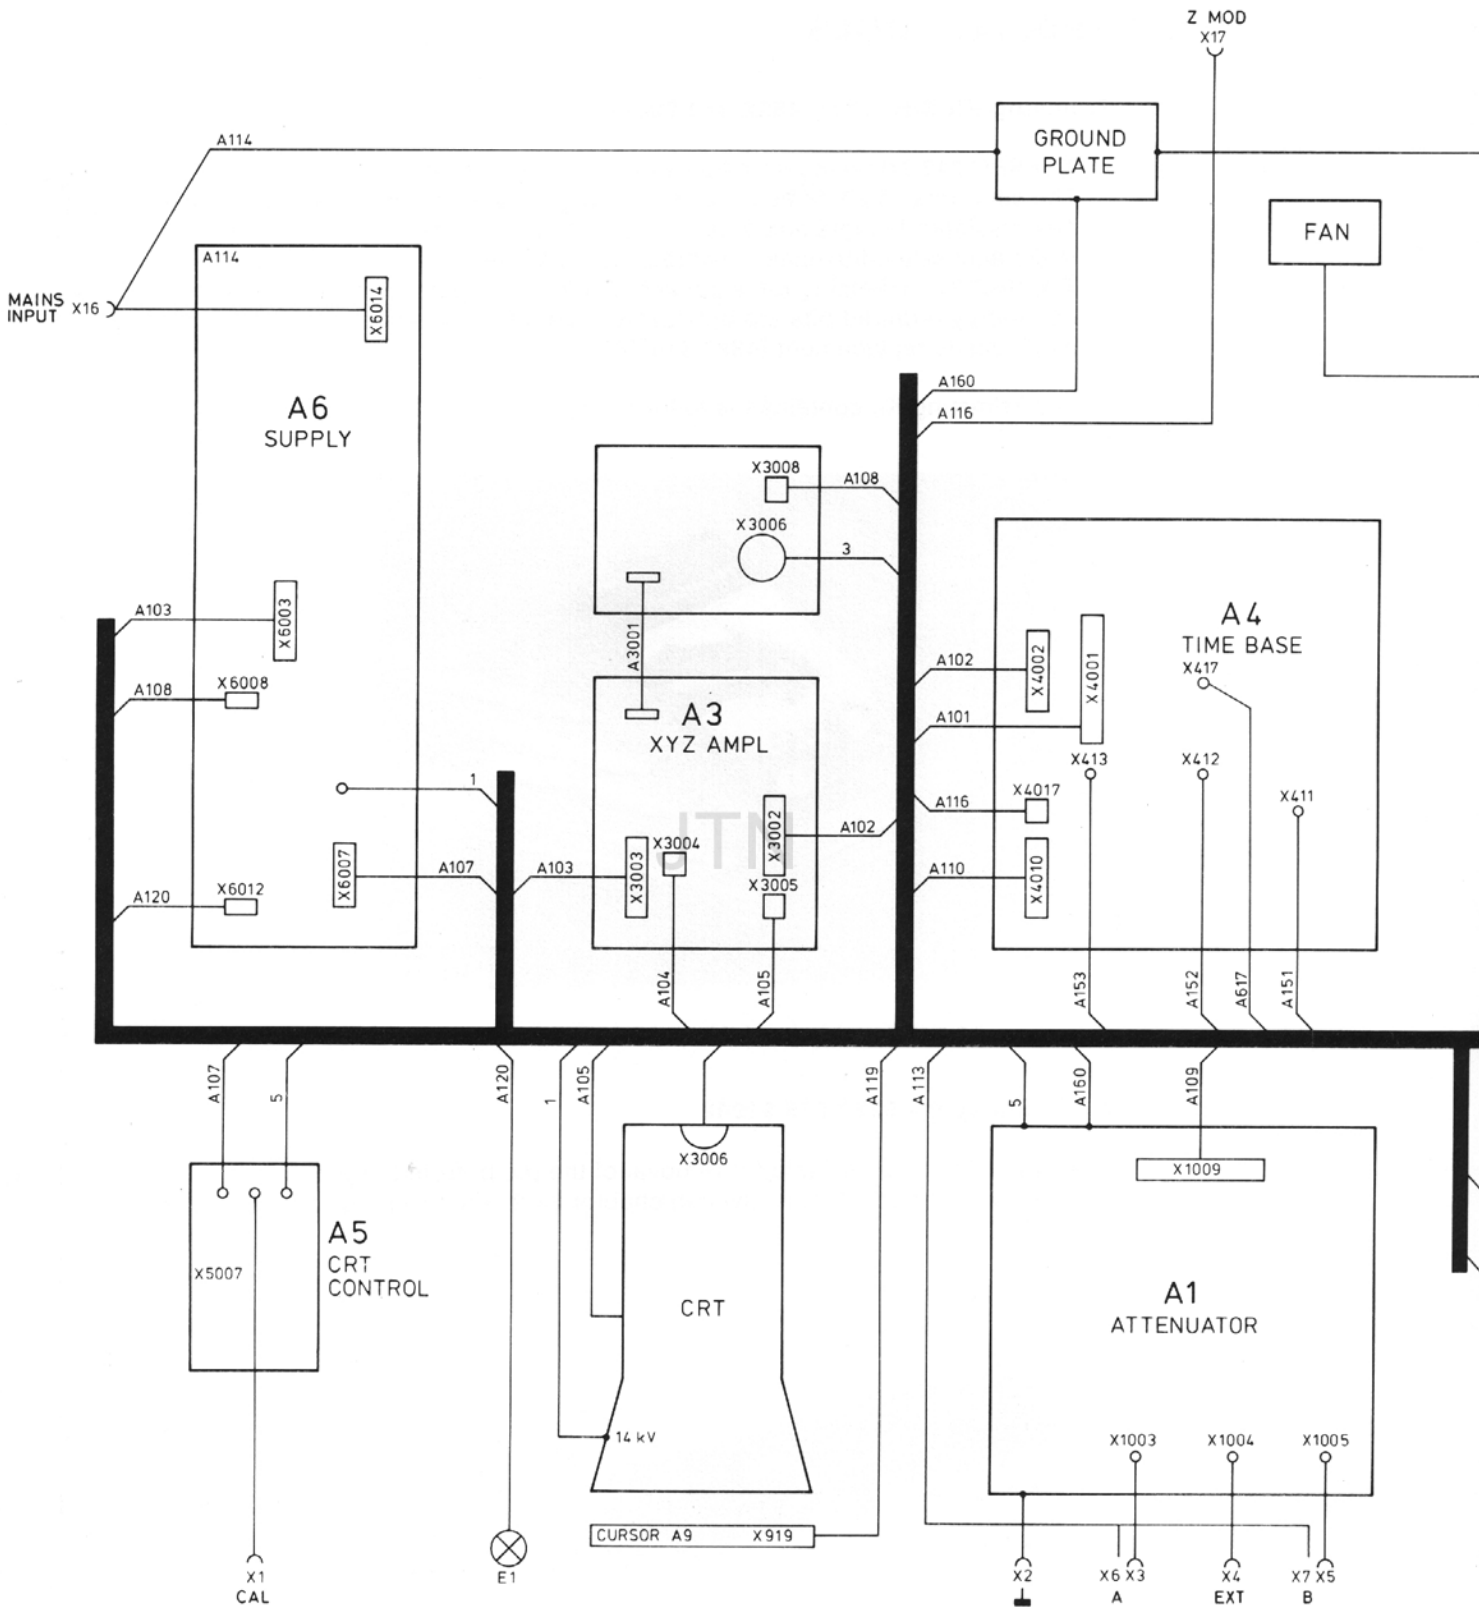 Z MOD
X17
A114
GROUND
PLATE
FAN
A114
MAINS
INPUT
X16
X6014
A160
A116
A6
SUPPLY
X3008
A108
X3006
3
A103
X6003
A3001
A4
TIME BASE
X417
A102
X4002
X4001
A108
X6008
A3
XYZ AMPL
A101
X413
X412
1
X411
A116
X4017
JTM
X3004
X3002
A102
X6007
A107
A103
X3003
X3005
A110
X4010
A120
X6012
A104
A105
A153
A152
A617
A151
A107
5
A120
1
A105
A119
A113
5
A160
A109
X3006
X1009
A5
CRT
CONTROL
X5007
CRT
A1
ATTENUATOR
14 kV
X1003
X1004
X1005
CURSOR A9
X919
X1
CAL
E1
X2
X6 X3
A
X4
EXT
X7 X5
B